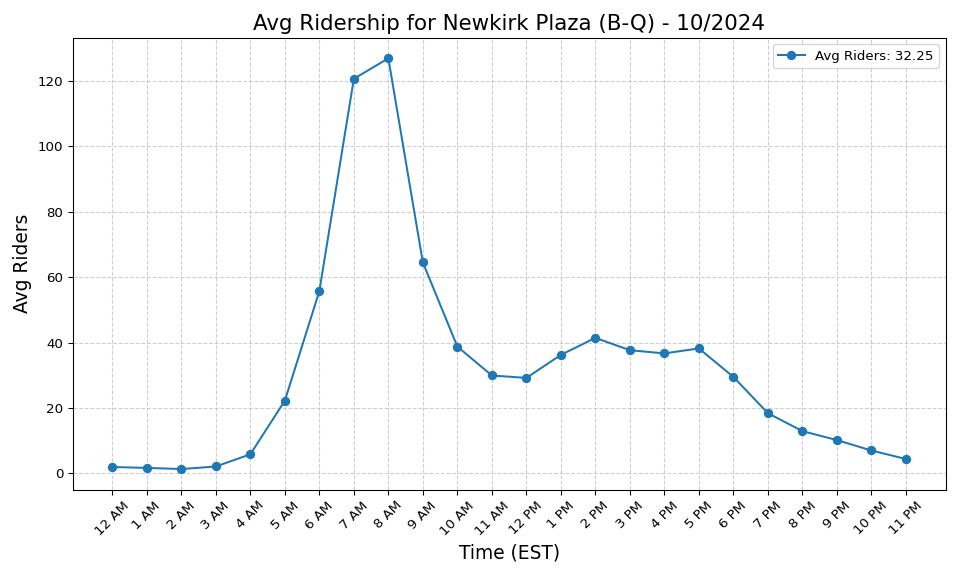 Avg Ridership for Newkirk Plaza (B-Q) - 10/2024
Avg Riders: 32.25
Avg Riders
120
100
80
60
40
20
0
12 AM 1 AM 2 AM 3 AM 4 AM 5 AM 6 AM 7 AM 8 AM 9 AM 10 AM 11 AM 12 PM 1 PM 2 PM 3 PM 4 PM 5 PM 6 PM 7 PM 8 PM 9 PM 10 PM 11 PM
Time (EST)